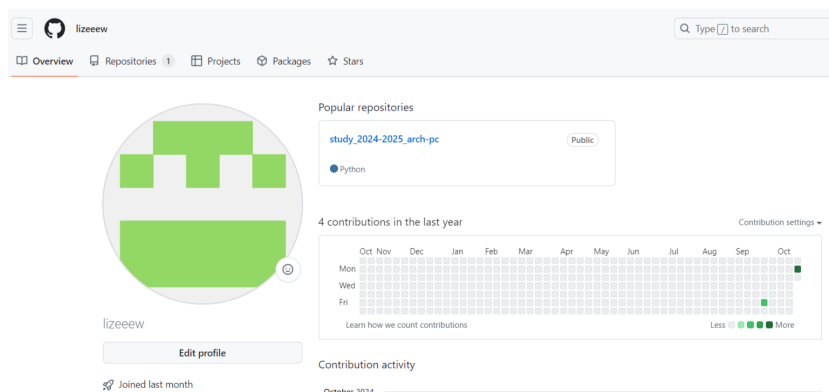 lizeeew
Type / to search
Overview Repositories 1 Projects Packages Stars
Popular repositories
study_2024-2025_arch-pc Public
Python
4 contributions in the last year Contribution settings
Oct Nov Dec Jan Feb Mar Apr May Jun Jul Aug Sep Oct
Mon
Wed
Fri
Learn how we count contributions Less More
lizeeew
Edit profile
Contribution activity
Joined last month
October 2024